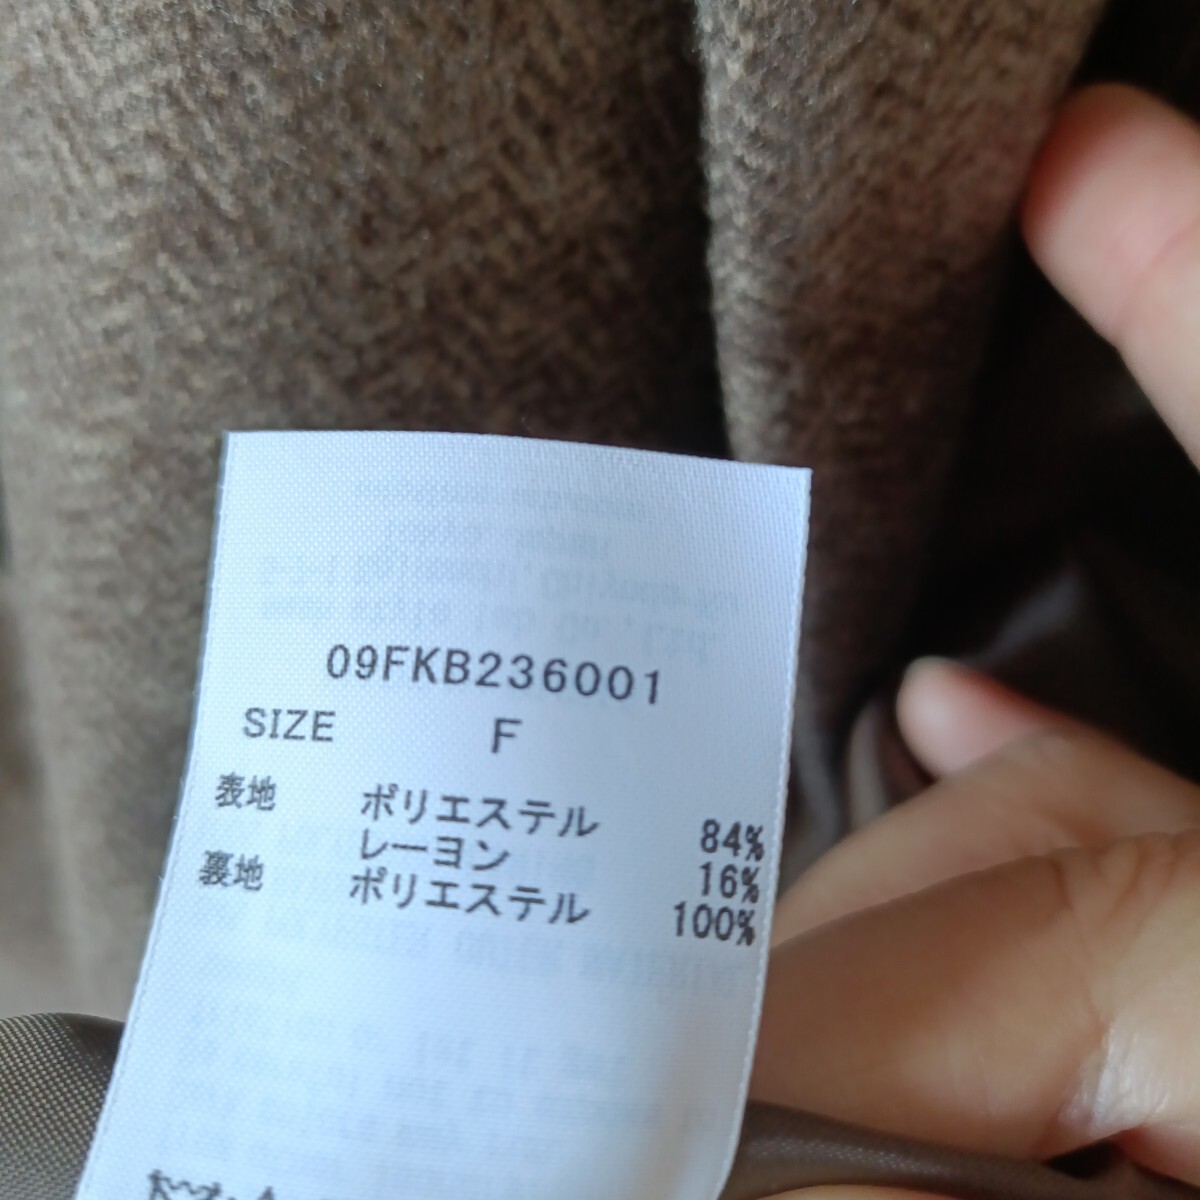 09FKB236001
SIZE F
表地 ポリエステル 84%
レーヨン 16%
裏地 ポリエステル 100%